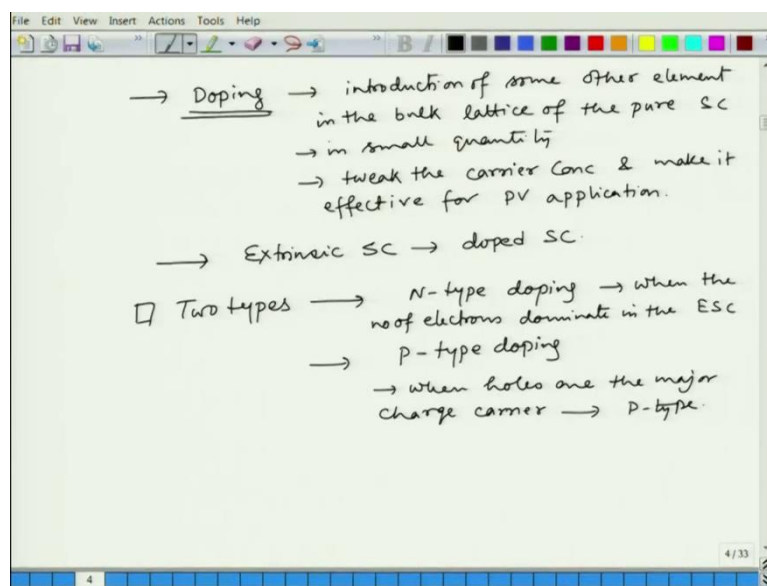 File Edit View Insert Actions Tools Help
→ Doping → introduction of some other element
in the bulk lattice of the pure SC
→ in small quantity
→ tweak the carrier conc & make it
effective for PV application.
→ Extrinsic SC → doped SC.
□ Two types → N-type doping → when the
no of electrons dominate in the ESC
→ P-type doping
→ when holes are the major
charge carrier → P-type.
4/33
4